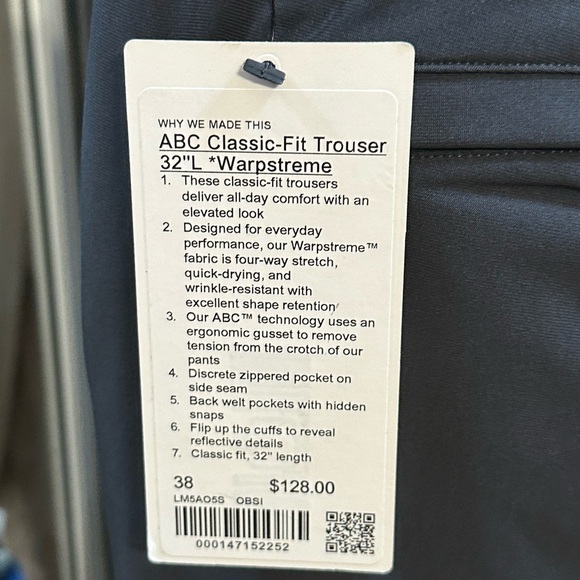 WHY WE MADE THIS
ABC Classic-Fit Trouser
32"L *Warpstreme
1. These classic-fit trousers
deliver all-day comfort with an
elevated look
2. Designed for everyday
performance, our Warpstreme™
fabric is four-way stretch,
quick-drying, and
wrinkle-resistant with
excellent shape retention
3. Our ABC™ technology uses an
ergonomic gusset to remove
tension from the crotch of our
pants
4. Discrete zippered pocket on
side seam
5. Back welt pockets with hidden
snaps
6. Flip up the cuffs to reveal
reflective details
7. Classic fit, 32" length
38 $128.00
LM5AO5S OBSI
000147152252